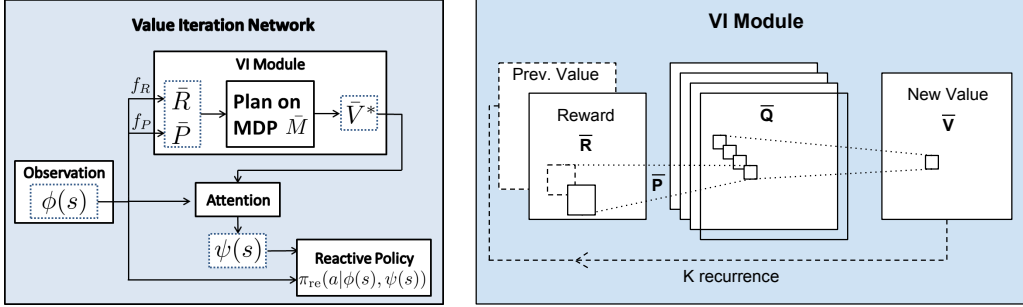 Value Iteration Network
VI Module
f_R
R̄
f_P
P̄
Plan on
MDP M̄
V̄*
Observation
ϕ(s)
Attention
ψ(s)
Reactive Policy
π_re(a|ϕ(s), ψ(s))
VI Module
Prev. Value
Reward
R̄
P̄
Q̄
New Value
V̄
K recurrence